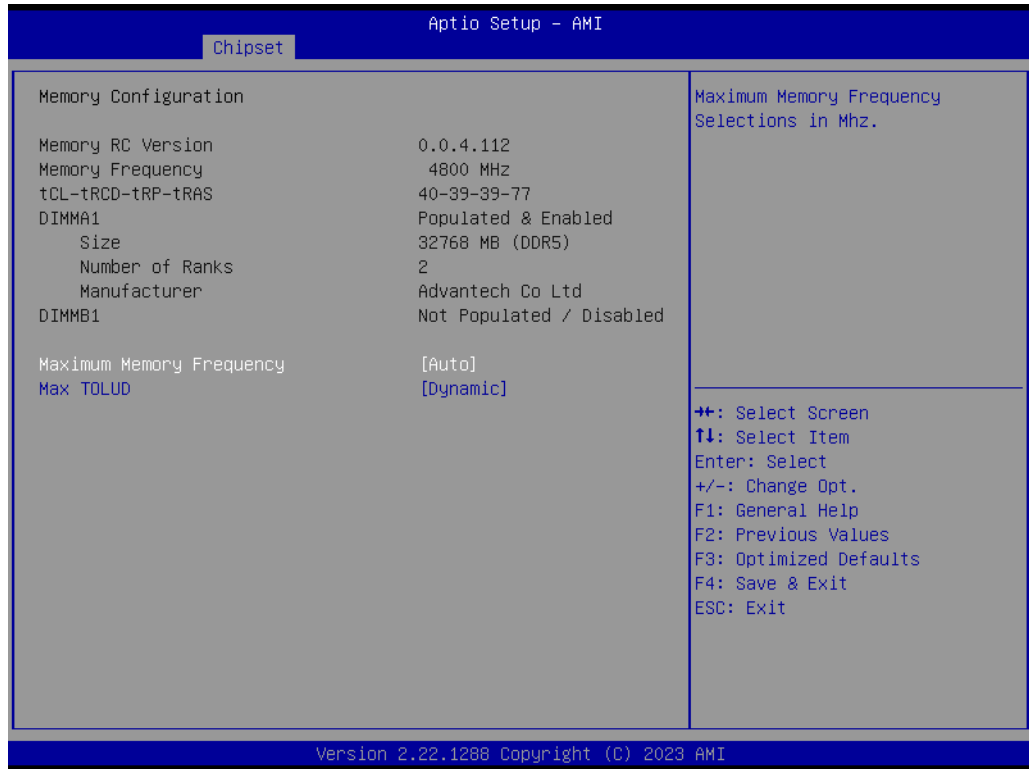 Aptio Setup – AMI
Chipset
Memory Configuration
Memory RC Version 0.0.4.112
Memory Frequency 4800 MHz
tCL-tRCD-tRP-tRAS 40-39-39-77
DIMMA1 Populated & Enabled
Size 32768 MB (DDR5)
Number of Ranks 2
Manufacturer Advantech Co Ltd
DIMMB1 Not Populated / Disabled
Maximum Memory Frequency [Auto]
Max TOLUD [Dynamic]
Maximum Memory Frequency
Selections in Mhz.
→←: Select Screen
↑↓: Select Item
Enter: Select
+/-: Change Opt.
F1: General Help
F2: Previous Values
F3: Optimized Defaults
F4: Save & Exit
ESC: Exit
Version 2.22.1288 Copyright (C) 2023 AMI